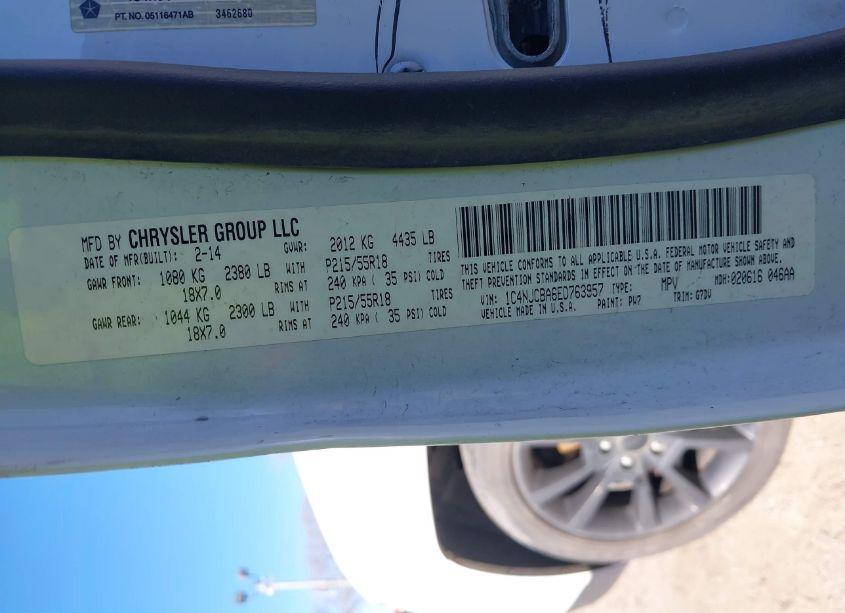 PT. NO. 05116471AB 3462680
MFD BY CHRYSLER GROUP LLC
DATE OF MFR(BUILT): 2-14 GVWR: 2012 KG 4435 LB
GAWR FRONT: 1080 KG 2380 LB WITH P215/55R18 TIRES
18X7.0 RIMS AT 240 KPA ( 35 PSI) COLD
GAWR REAR: 1044 KG 2300 LB WITH P215/55R18 TIRES
18X7.0 RIMS AT 240 KPA ( 35 PSI) COLD
THIS VEHICLE CONFORMS TO ALL APPLICABLE U.S.A. FEDERAL MOTOR VEHICLE SAFETY AND
THEFT PREVENTION STANDARDS IN EFFECT ON THE DATE OF MANUFACTURE SHOWN ABOVE.
VIN: 1C4NJCBA6ED763957 TYPE: MPV MDH: 020616 046AA
VEHICLE MADE IN U.S.A. PAINT: PW7 TRIM: G7DV